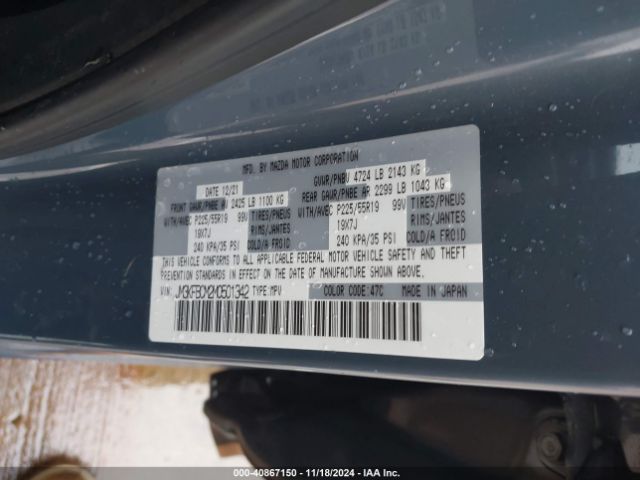 MFG. BY MAZDA MOTOR CORPORATION
DATE 12/21 GVWR/PNBV 4724 LB 2143 KG
FRONT GAWR/PNBE AV 2425 LB 1100 KG REAR GAWR/PNBE AR 2299 LB 1043 KG
WITH/AVEC P225/55R19 99V TIRES/PNEUS WITH/AVEC P225/55R19 99V TIRES/PNEUS
19X7J RIMS/JANTES 19X7J RIMS/JANTES
240 KPA/35 PSI COLD/A FROID 240 KPA/35 PSI COLD/A FROID
THIS VEHICLE CONFORMS TO ALL APPLICABLE FEDERAL MOTOR VEHICLE SAFETY AND THEFT
PREVENTION STANDARDS IN EFFECT ON THE DATE OF MANUFACTURE SHOWN ABOVE.
VIN: TYPE: MPV COLOR CODE: 47C MADE IN JAPAN
000-40867150 - 11/18/2024 - IAA Inc.